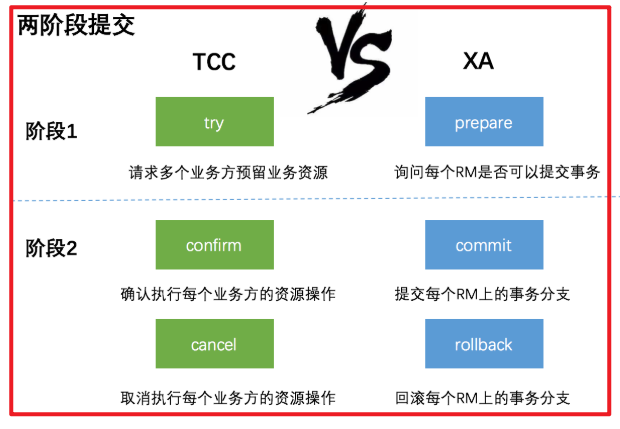 两阶段提交
TCC
VS
XA
阶段1
try
prepare
请求多个业务方预留业务资源
询问每个RM是否可以提交事务
阶段2
confirm
commit
确认执行每个业务方的资源操作
提交每个RM上的事务分支
cancel
rollback
取消执行每个业务方的资源操作
回滚每个RM上的事务分支